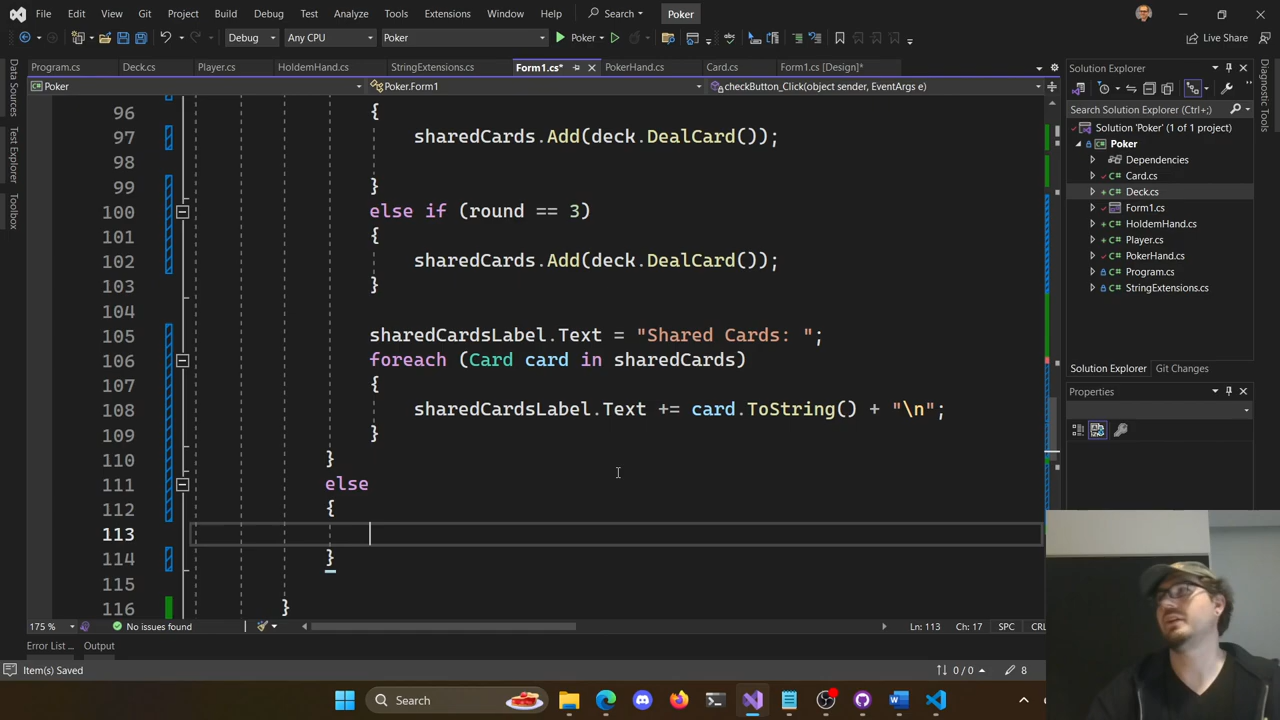 File Edit View Git Project Build Debug Test Analyze Tools Extensions Window Help Search Poker
Debug Any CPU Poker Poker Live Share
Program.cs Deck.cs Player.cs HoldemHand.cs StringExtensions.cs Form1.cs* PokerHand.cs Card.cs Form1.cs [Design]*
Poker Poker.Form1 checkButton_Click(object sender, EventArgs e)
Data Sources
Test Explorer
Toolbox
96 {
97 sharedCards.Add(deck.DealCard());
98
99 }
100 else if (round == 3)
101 {
102 sharedCards.Add(deck.DealCard());
103 }
104
105 sharedCardsLabel.Text = "Shared Cards: ";
106 foreach (Card card in sharedCards)
107 {
108 sharedCardsLabel.Text += card.ToString() + "\n";
109 }
110 }
111 else
112 {
113
114 }
115
116 }
175 % No issues found Ln: 113 Ch: 17 SPC CRL
Error List ... Output
Item(s) Saved 0 / 0 8
Solution Explorer
Search Solution Explorer (Ctrl+;)
Solution 'Poker' (1 of 1 project)
Poker
Dependencies
C# Card.cs
C# Deck.cs
Form1.cs
C# HoldemHand.cs
C# Player.cs
C# PokerHand.cs
C# Program.cs
C# StringExtensions.cs
Solution Explorer Git Changes
Properties
Diagnostic Tools
Search